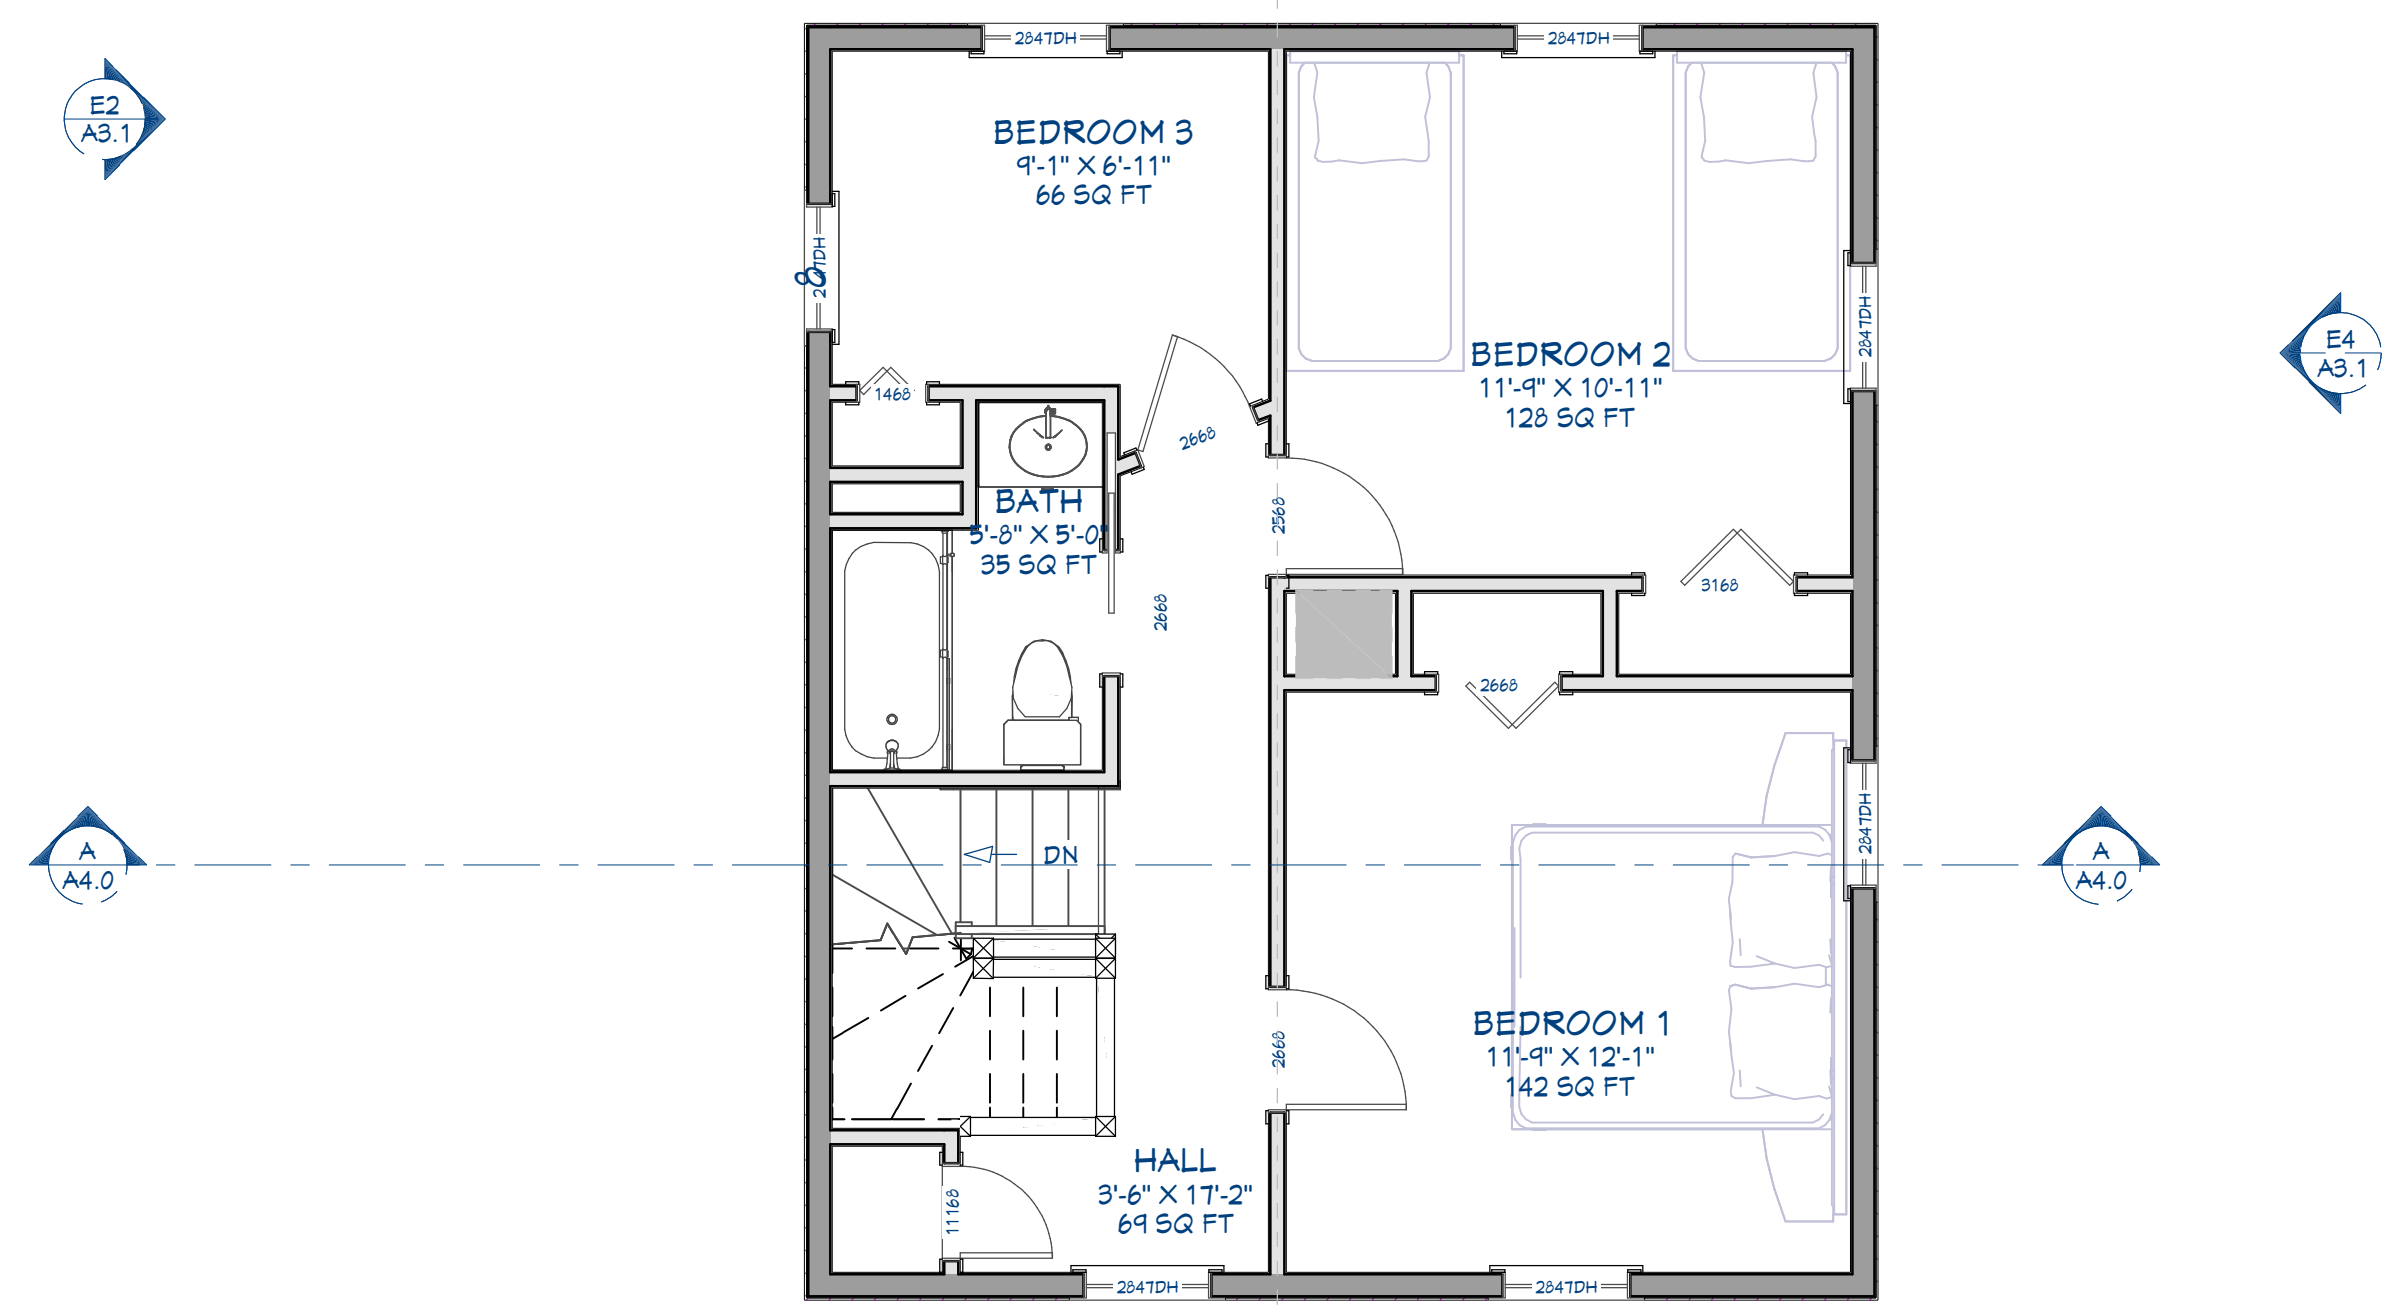 2847DH
2847DH
E2
A3.1
BEDROOM 3
9'-1" X 6'-11"
66 SQ FT
8
2847DH
E4
A3.1
BEDROOM 2
11'-9" X 10'-11"
128 SQ FT
1468
2668
2568
BATH
5'-8" X 5'-0"
35 SQ FT
2668
3168
2668
A
A4.0
DN
2847DH
A
A4.0
BEDROOM 1
11'-9" X 12'-1"
142 SQ FT
2668
HALL
3'-6" X 17'-2"
69 SQ FT
11168
2847DH
2847DH
2847DH